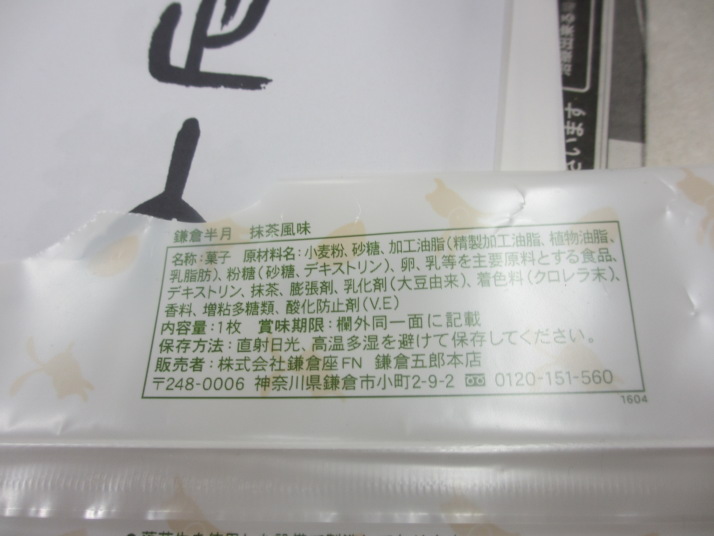 鎌倉半月 抹茶風味
名称：菓子 原材料名：小麦粉、砂糖、加工油脂（精製加工油脂、植物油脂、
乳脂肪）、粉糖（砂糖、デキストリン）、卵、乳等を主要原料とする食品、
デキストリン、抹茶、膨張剤、乳化剤（大豆由来）、着色料（クロレラ末）、
香料、増粘多糖類、酸化防止剤（V.E）
内容量：1枚 賞味期限：欄外同一面に記載
保存方法：直射日光、高温多湿を避けて保存してください。
販売者：株式会社鎌倉座FN 鎌倉五郎本店
〒248-0006 神奈川県鎌倉市小町2-9-2 0120-151-560
1604